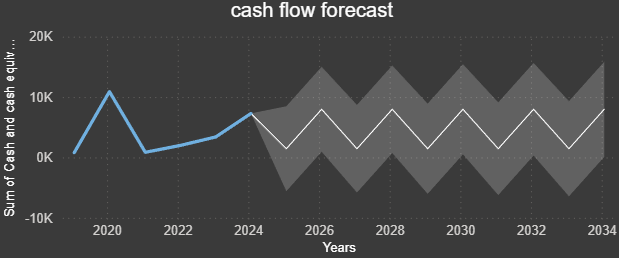 cash flow forecast
20K
10K
0K
-10K
Sum of Cash and cash equiv...
2020 2022 2024 2026 2028 2030 2032 2034
Years